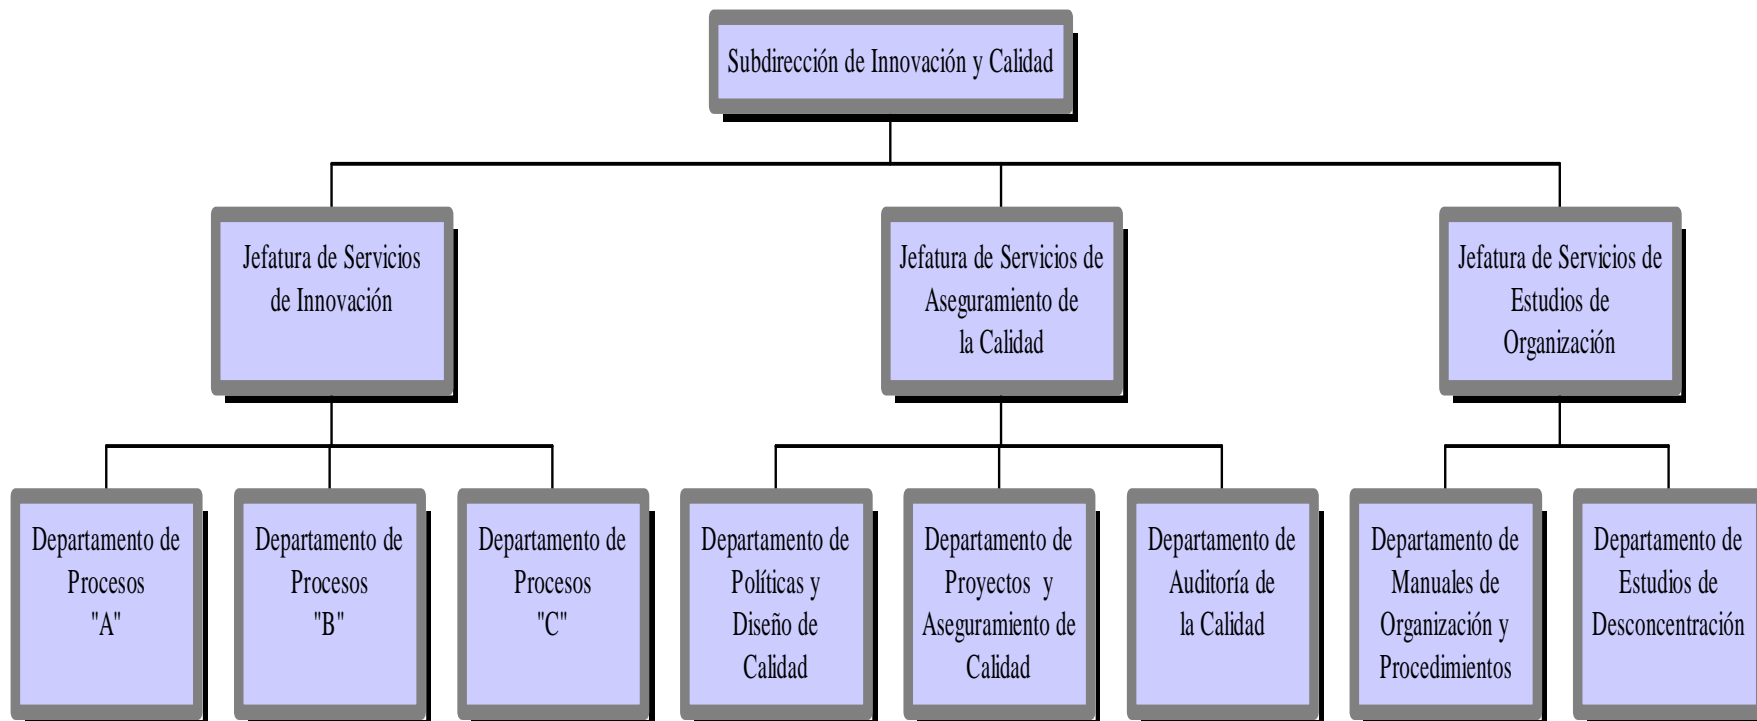 Subdirección de Innovación y Calidad
Jefatura de Servicios
de Innovación
Jefatura de Servicios de
Aseguramiento de
la Calidad
Jefatura de Servicios de
Estudios de
Organización
Departamento de
Procesos
"A"
Departamento de
Procesos
"B"
Departamento de
Procesos
"C"
Departamento de
Políticas y
Diseño de
Calidad
Departamento de
Proyectos y
Aseguramiento de
Calidad
Departamento de
Auditoría de
la Calidad
Departamento de
Manuales de
Organización y
Procedimientos
Departamento de
Estudios de
Desconcentración